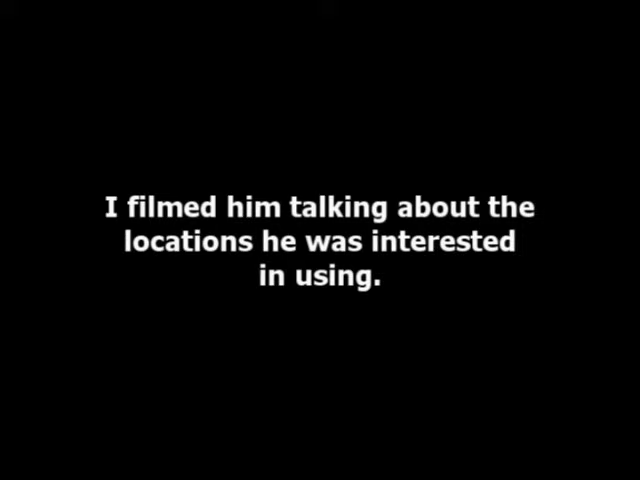 I filmed him talking about the
locations he was interested
in using.